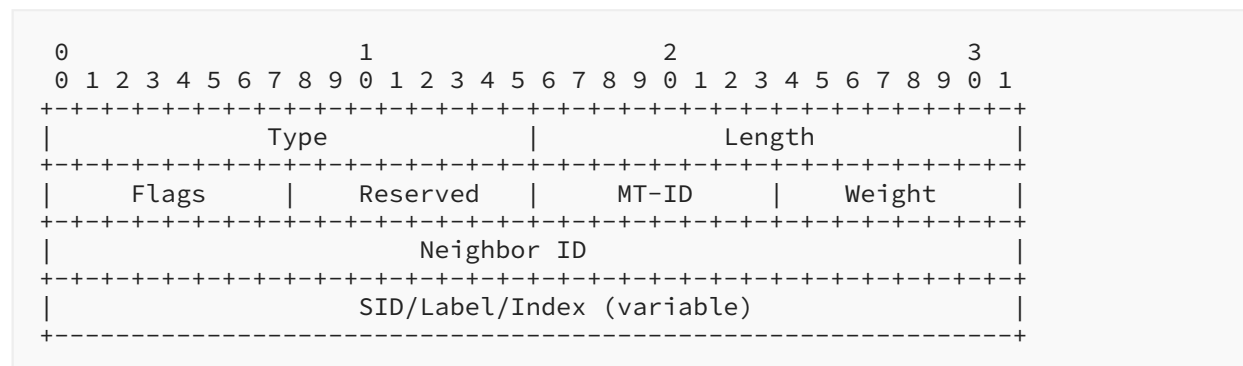 0                   1                   2                   3
 0 1 2 3 4 5 6 7 8 9 0 1 2 3 4 5 6 7 8 9 0 1 2 3 4 5 6 7 8 9 0 1
+-+-+-+-+-+-+-+-+-+-+-+-+-+-+-+-+-+-+-+-+-+-+-+-+-+-+-+-+-+-+-+-+
|              Type             |            Length             |
+-+-+-+-+-+-+-+-+-+-+-+-+-+-+-+-+-+-+-+-+-+-+-+-+-+-+-+-+-+-+-+-+
|     Flags     |    Reserved   |      MT-ID    |    Weight     |
+-+-+-+-+-+-+-+-+-+-+-+-+-+-+-+-+-+-+-+-+-+-+-+-+-+-+-+-+-+-+-+-+
|                        Neighbor ID                            |
+-+-+-+-+-+-+-+-+-+-+-+-+-+-+-+-+-+-+-+-+-+-+-+-+-+-+-+-+-+-+-+-+
|                    SID/Label/Index (variable)                 |
+---------------------------------------------------------------+